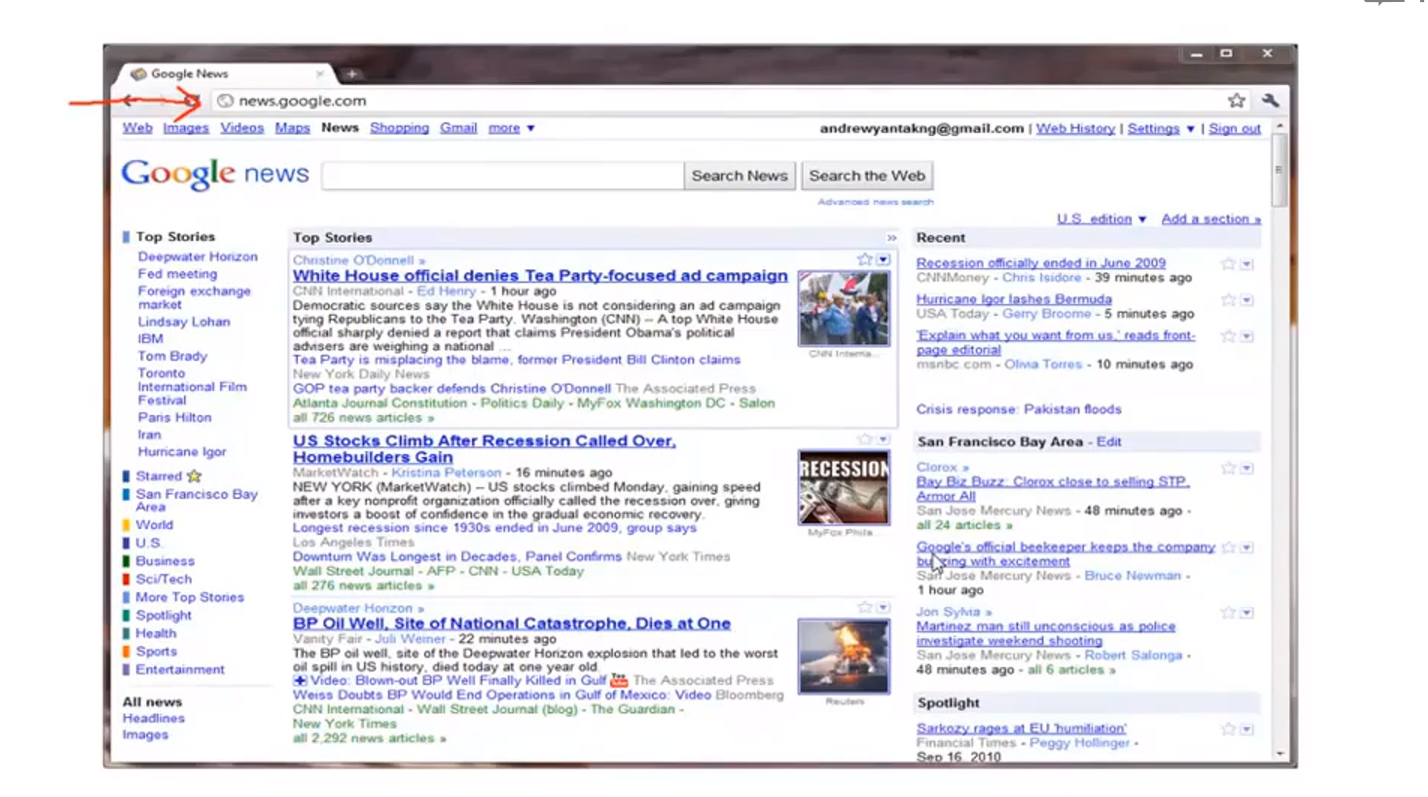 Google News
news.google.com
Web Images Videos Maps News Shopping Gmail more ▼
andrewyantakng@gmail.com | Web History | Settings ▼ | Sign out
Google news
Search News
Search the Web
Advanced news search
U.S. edition ▼ Add a section »
Top Stories
Deepwater Horizon
Fed meeting
Foreign exchange
market
Lindsay Lohan
IBM
Tom Brady
Toronto
International Film
Festival
Paris Hilton
Iran
Hurricane Igor
Starred
San Francisco Bay
Area
World
U.S.
Business
Sci/Tech
More Top Stories
Spotlight
Health
Sports
Entertainment
All news
Headlines
Images
Top Stories »
Christine O'Donnell »
White House official denies Tea Party-focused ad campaign
CNN International - Ed Henry - 1 hour ago
Democratic sources say the White House is not considering an ad campaign
tying Republicans to the Tea Party. Washington (CNN) -- A top White House
official sharply denied a report that claims President Obama's political
advisers are weighing a national ...
Tea Party is misplacing the blame, former President Bill Clinton claims
New York Daily News
GOP tea party backer defends Christine O'Donnell The Associated Press
Atlanta Journal Constitution - Politics Daily - MyFox Washington DC - Salon
all 726 news articles »
CNN Interna...
US Stocks Climb After Recession Called Over,
Homebuilders Gain
MarketWatch - Kristina Peterson - 16 minutes ago
NEW YORK (MarketWatch) -- US stocks climbed Monday, gaining speed
after a key nonprofit organization officially called the recession over, giving
investors a boost of confidence in the gradual economic recovery.
Longest recession since 1930s ended in June 2009, group says
Los Angeles Times
Downturn Was Longest in Decades, Panel Confirms New York Times
Wall Street Journal - AFP - CNN - USA Today
all 276 news articles »
RECESSION
MyFox Phila...
Deepwater Horizon »
BP Oil Well, Site of National Catastrophe, Dies at One
Vanity Fair - Juli Weiner - 22 minutes ago
The BP oil well, site of the Deepwater Horizon explosion that led to the worst
oil spill in US history, died today at one year old.
Video: Blown-out BP Well Finally Killed in Gulf The Associated Press
Weiss Doubts BP Would End Operations in Gulf of Mexico: Video Bloomberg
CNN International - Wall Street Journal (blog) - The Guardian -
New York Times
all 2,292 news articles »
Reuters
Recent
Recession officially ended in June 2009
CNNMoney - Chris Isidore - 39 minutes ago
Hurricane Igor lashes Bermuda
USA Today - Gerry Broome - 5 minutes ago
'Explain what you want from us,' reads front-
page editorial
msnbc.com - Olivia Torres - 10 minutes ago
Crisis response: Pakistan floods
San Francisco Bay Area - Edit
Clorox »
Bay Biz Buzz: Clorox close to selling STP,
Armor All
San Jose Mercury News - 48 minutes ago -
all 24 articles »
Google's official beekeeper keeps the company
buzzing with excitement
San Jose Mercury News - Bruce Newman -
1 hour ago
Jon Sylvia »
Martinez man still unconscious as police
investigate weekend shooting
San Jose Mercury News - Robert Salonga -
48 minutes ago - all 6 articles »
Spotlight
Sarkozy rages at EU 'humiliation'
Financial Times - Peggy Hollinger -
Sep 16, 2010